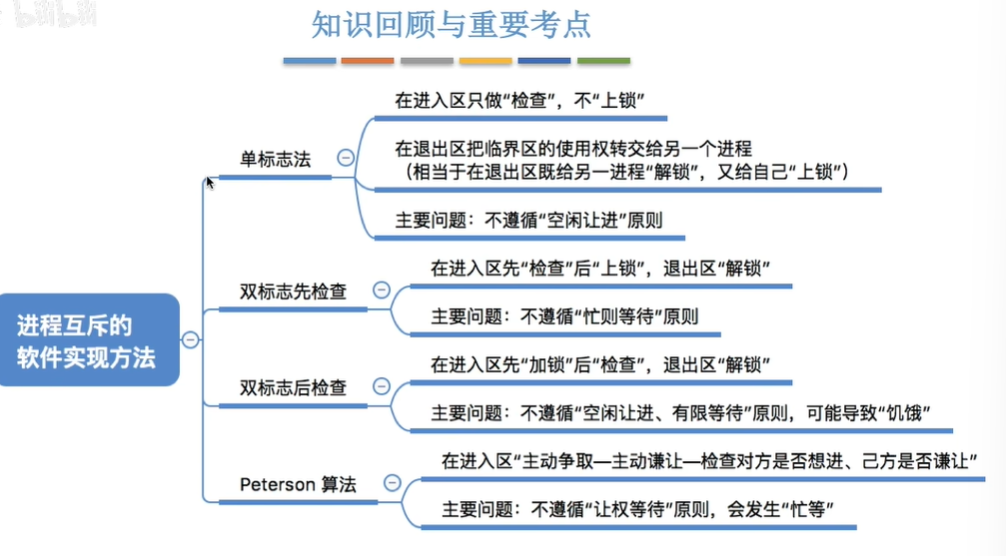 bilibili
知识回顾与重要考点
在进入区只做“检查”，不“上锁”
单标志法
在退出区把临界区的使用权转交给另一个进程
（相当于在退出区既给另一进程“解锁”，又给自己“上锁”）
主要问题：不遵循“空闲让进”原则
在进入区先“检查”后“上锁”，退出区“解锁”
双标志先检查
主要问题：不遵循“忙则等待”原则
进程互斥的
软件实现方法
在进入区先“加锁”后“检查”，退出区“解锁”
双标志后检查
主要问题：不遵循“空闲让进、有限等待”原则，可能导致“饥饿”
在进入区“主动争取—主动谦让—检查对方是否想进、己方是否谦让”
Peterson 算法
主要问题：不遵循“让权等待”原则，会发生“忙等”